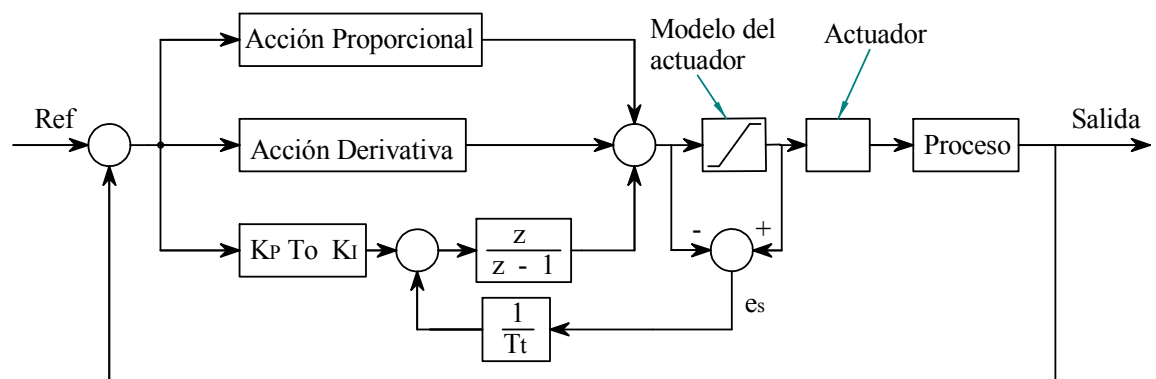 Acción Proporcional
Modelo del
actuador
Actuador
Ref
Acción Derivativa
Proceso
Salida
KP To KI
z
z - 1
-
+
es
1
Tt